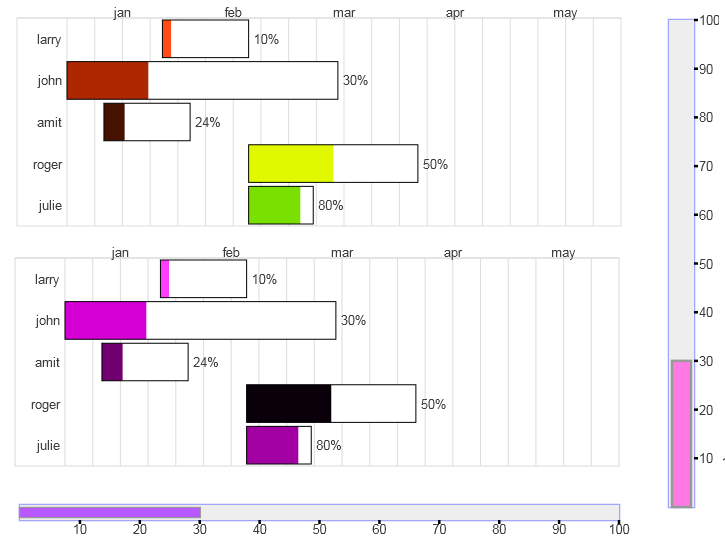 jan feb mar apr may
larry 10%
john 30%
amit 24%
roger 50%
julie 80%
jan feb mar apr may
larry 10%
john 30%
amit 24%
roger 50%
julie 80%
10 20 30 40 50 60 70 80 90 100
100
90
80
70
60
50
40
30
20
10